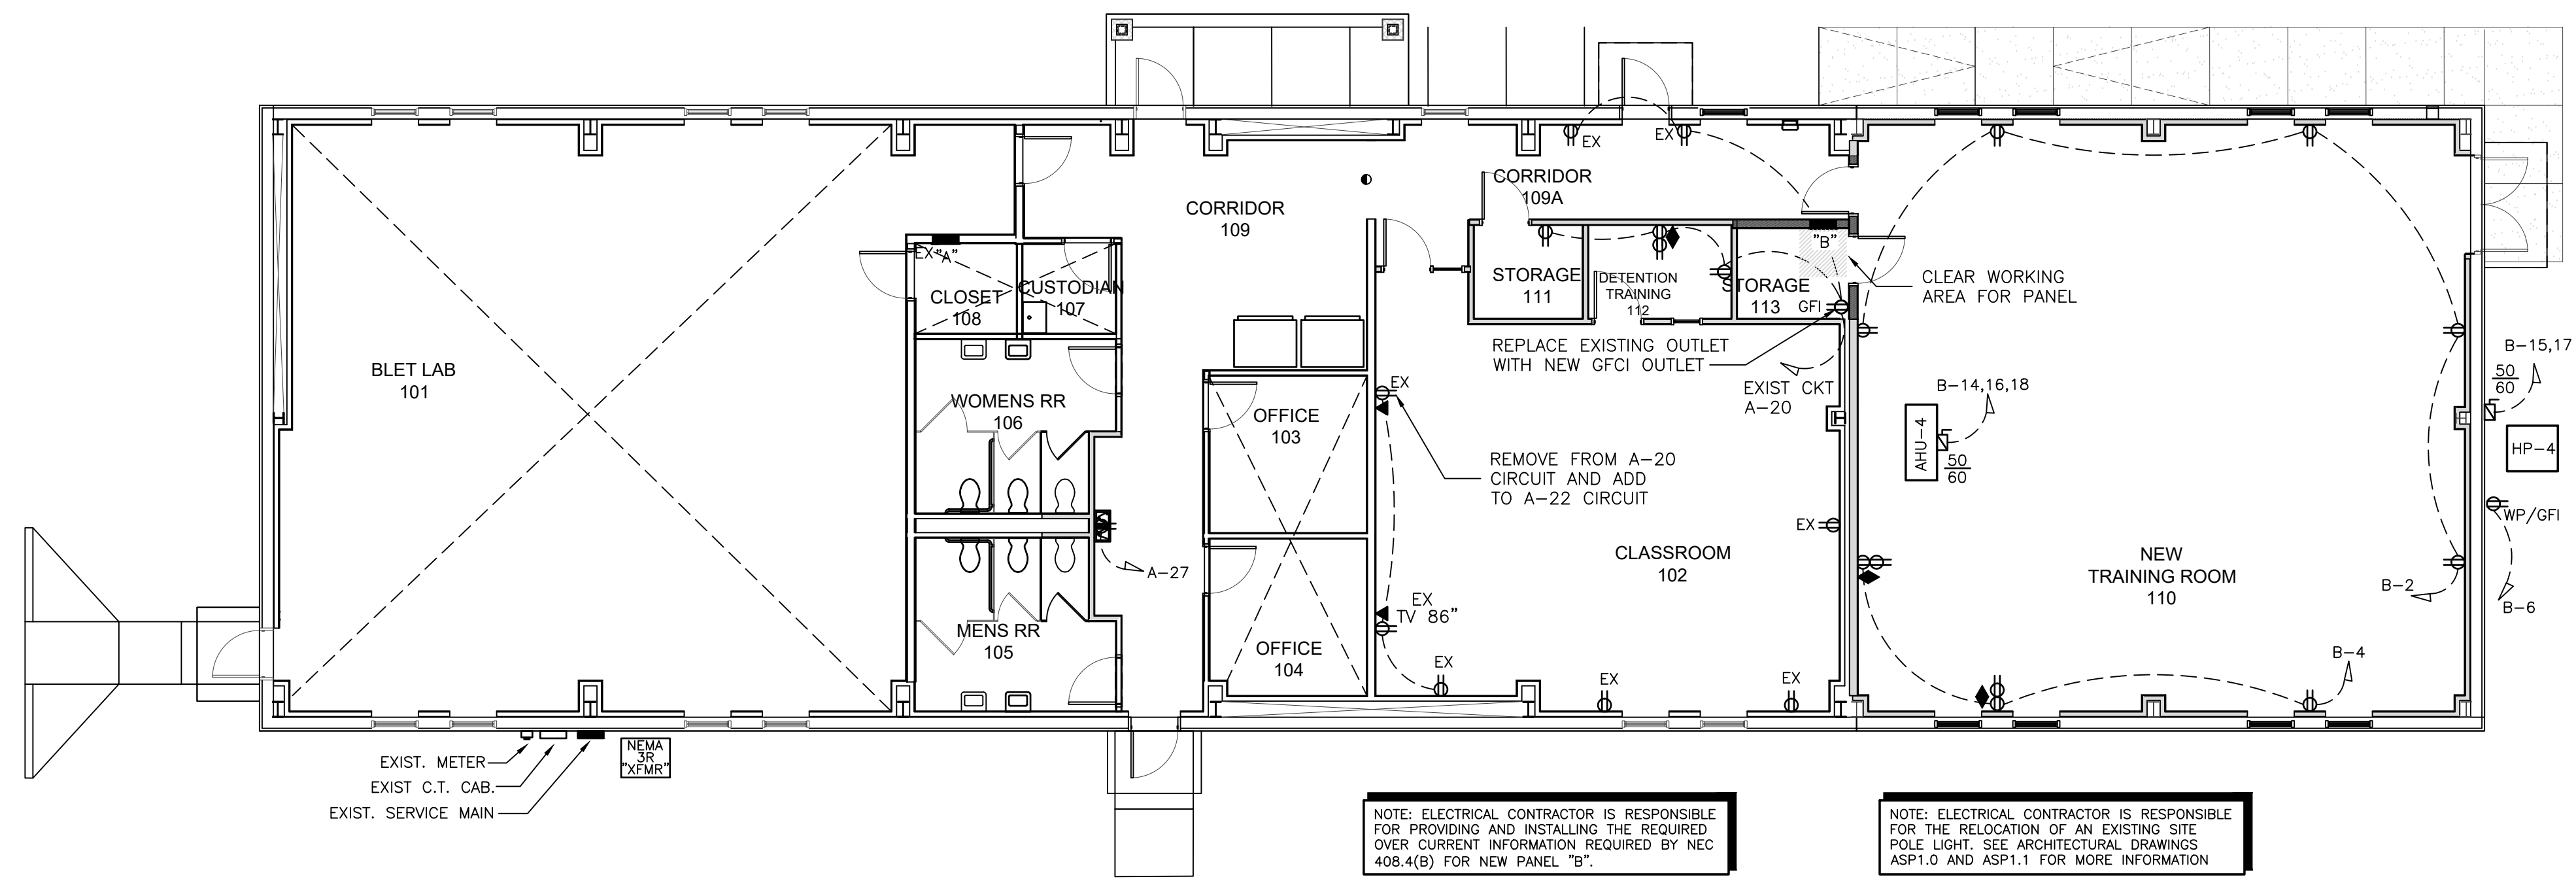 EX
EX
CORRIDOR
109A
CORRIDOR
109
EX "A"
"B"
STORAGE
111
DETENTION
TRAINING
112
STORAGE
113
GFI
CLEAR WORKING
AREA FOR PANEL
CLOSET
108
CUSTODIAN
107
REPLACE EXISTING OUTLET
WITH NEW GFCI OUTLET
EXIST CKT
A-20
BLET LAB
101
WOMENS RR
106
OFFICE
103
EX
REMOVE FROM A-20
CIRCUIT AND ADD
TO A-22 CIRCUIT
B-14,16,18
AHU-4
50
60
B-15,17
50
60
HP-4
WP/GFI
B-6
EX
A-27
CLASSROOM
102
NEW
TRAINING ROOM
110
B-2
B-4
EX
TV 86"
MENS RR
105
OFFICE
104
EX
EX
EX
EXIST. METER
EXIST C.T. CAB.
EXIST. SERVICE MAIN
NEMA
3R
"XFMR"
NOTE: ELECTRICAL CONTRACTOR IS RESPONSIBLE
FOR PROVIDING AND INSTALLING THE REQUIRED
OVER CURRENT INFORMATION REQUIRED BY NEC
408.4(B) FOR NEW PANEL "B".
NOTE: ELECTRICAL CONTRACTOR IS RESPONSIBLE
FOR THE RELOCATION OF AN EXISTING SITE
POLE LIGHT. SEE ARCHITECTURAL DRAWINGS
ASP1.0 AND ASP1.1 FOR MORE INFORMATION